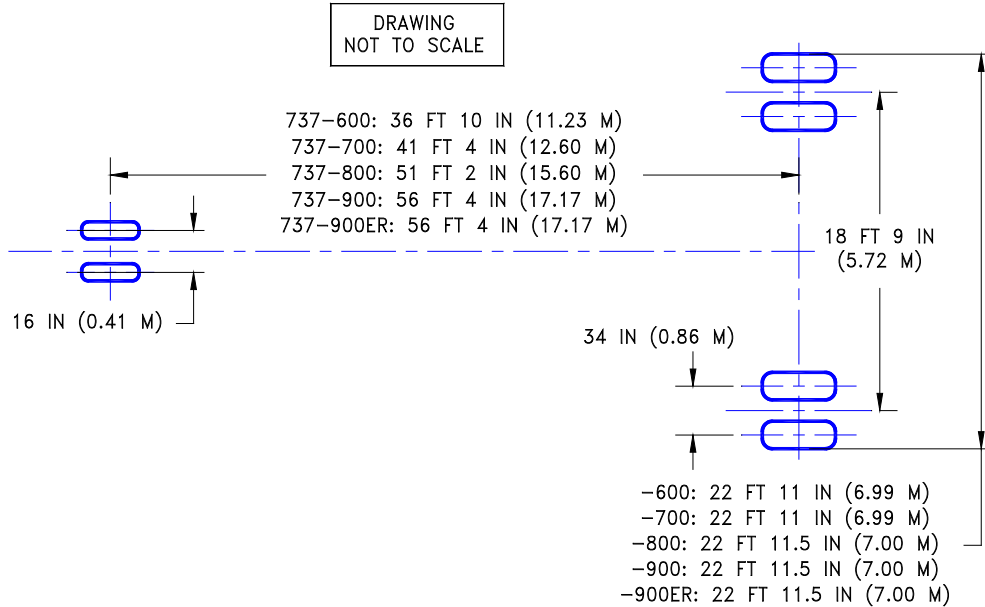 DRAWING
NOT TO SCALE
737-600: 36 FT 10 IN (11.23 M)
737-700: 41 FT 4 IN (12.60 M)
737-800: 51 FT 2 IN (15.60 M)
737-900: 56 FT 4 IN (17.17 M)
737-900ER: 56 FT 4 IN (17.17 M)
18 FT 9 IN
(5.72 M)
16 IN (0.41 M)
34 IN (0.86 M)
-600: 22 FT 11 IN (6.99 M)
-700: 22 FT 11 IN (6.99 M)
-800: 22 FT 11.5 IN (7.00 M)
-900: 22 FT 11.5 IN (7.00 M)
-900ER: 22 FT 11.5 IN (7.00 M)